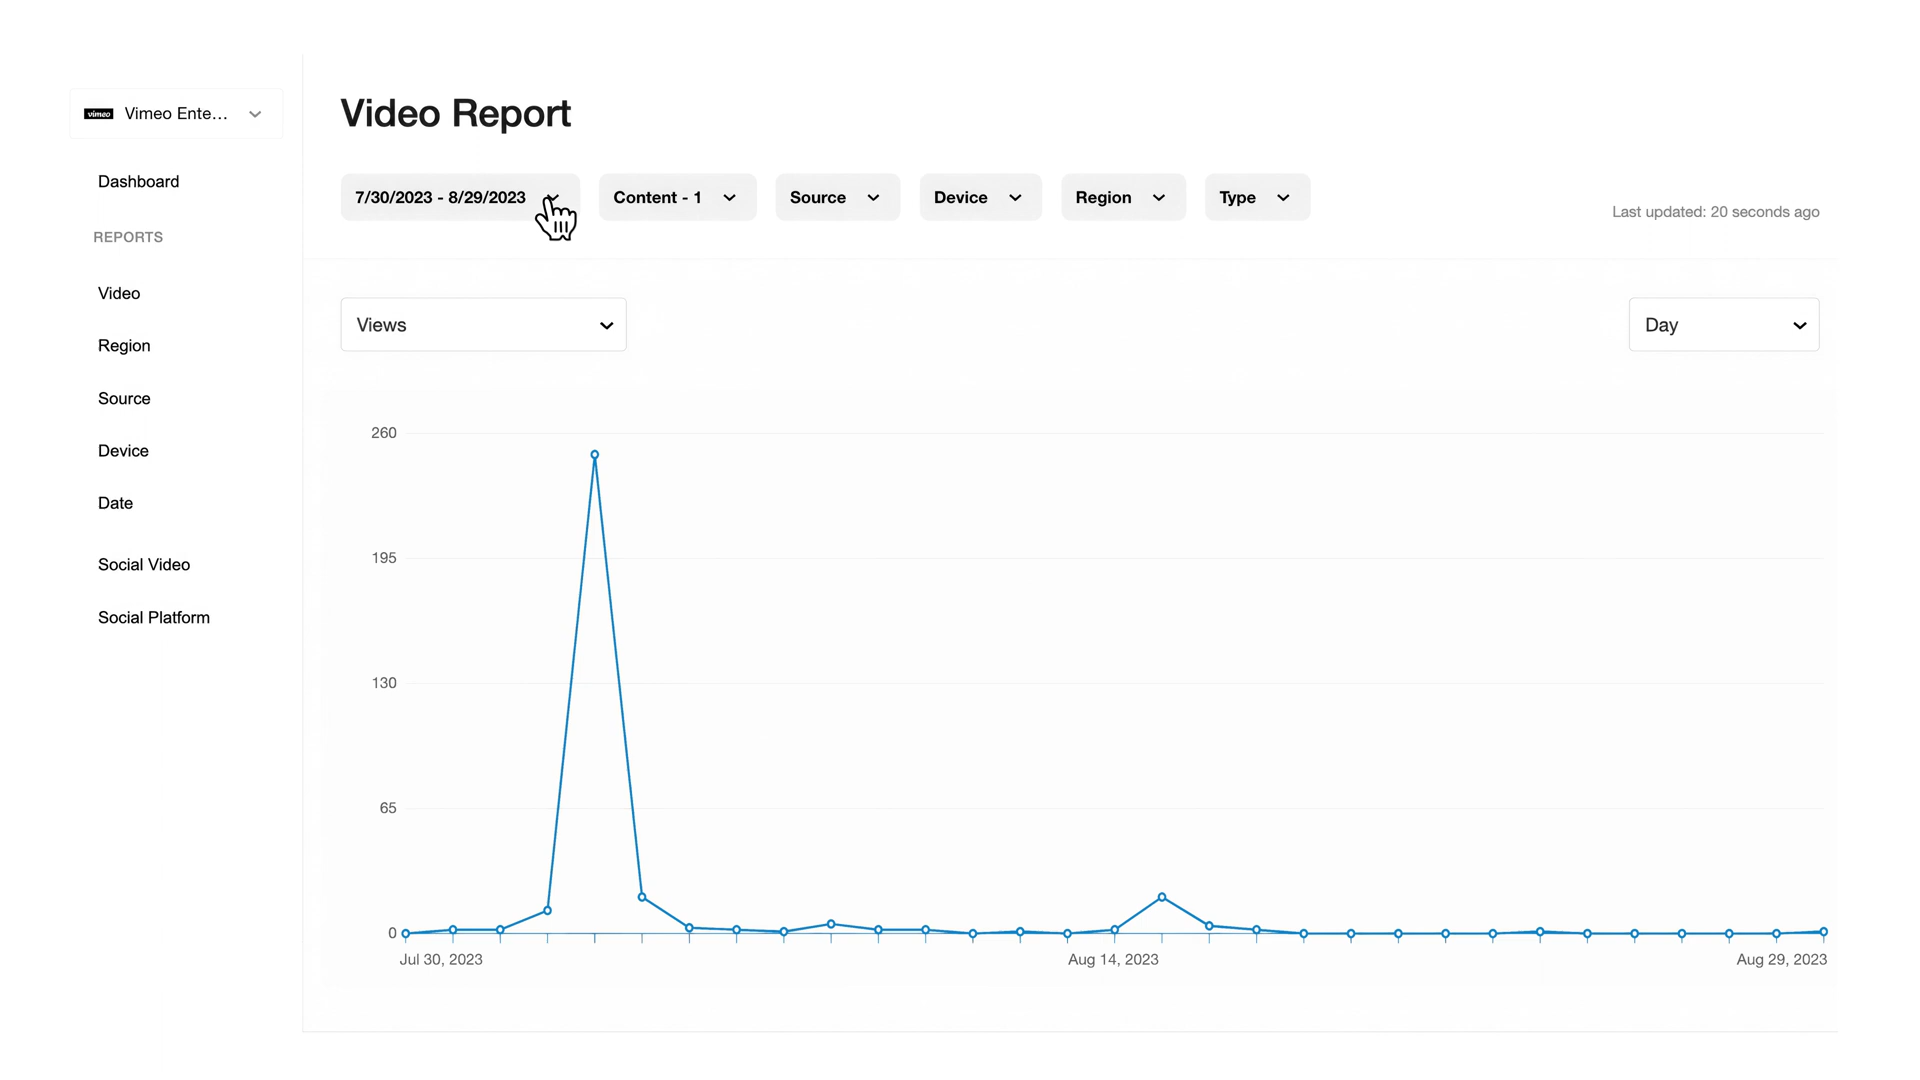 vimeo Vimeo Ente...
Dashboard
REPORTS
Video
Region
Source
Device
Date
Social Video
Social Platform
Video Report
7/30/2023 - 8/29/2023 Content - 1 Source Device Region Type
Last updated: 20 seconds ago
Views
Day
260
195
130
65
0
Jul 30, 2023 Aug 14, 2023 Aug 29, 2023